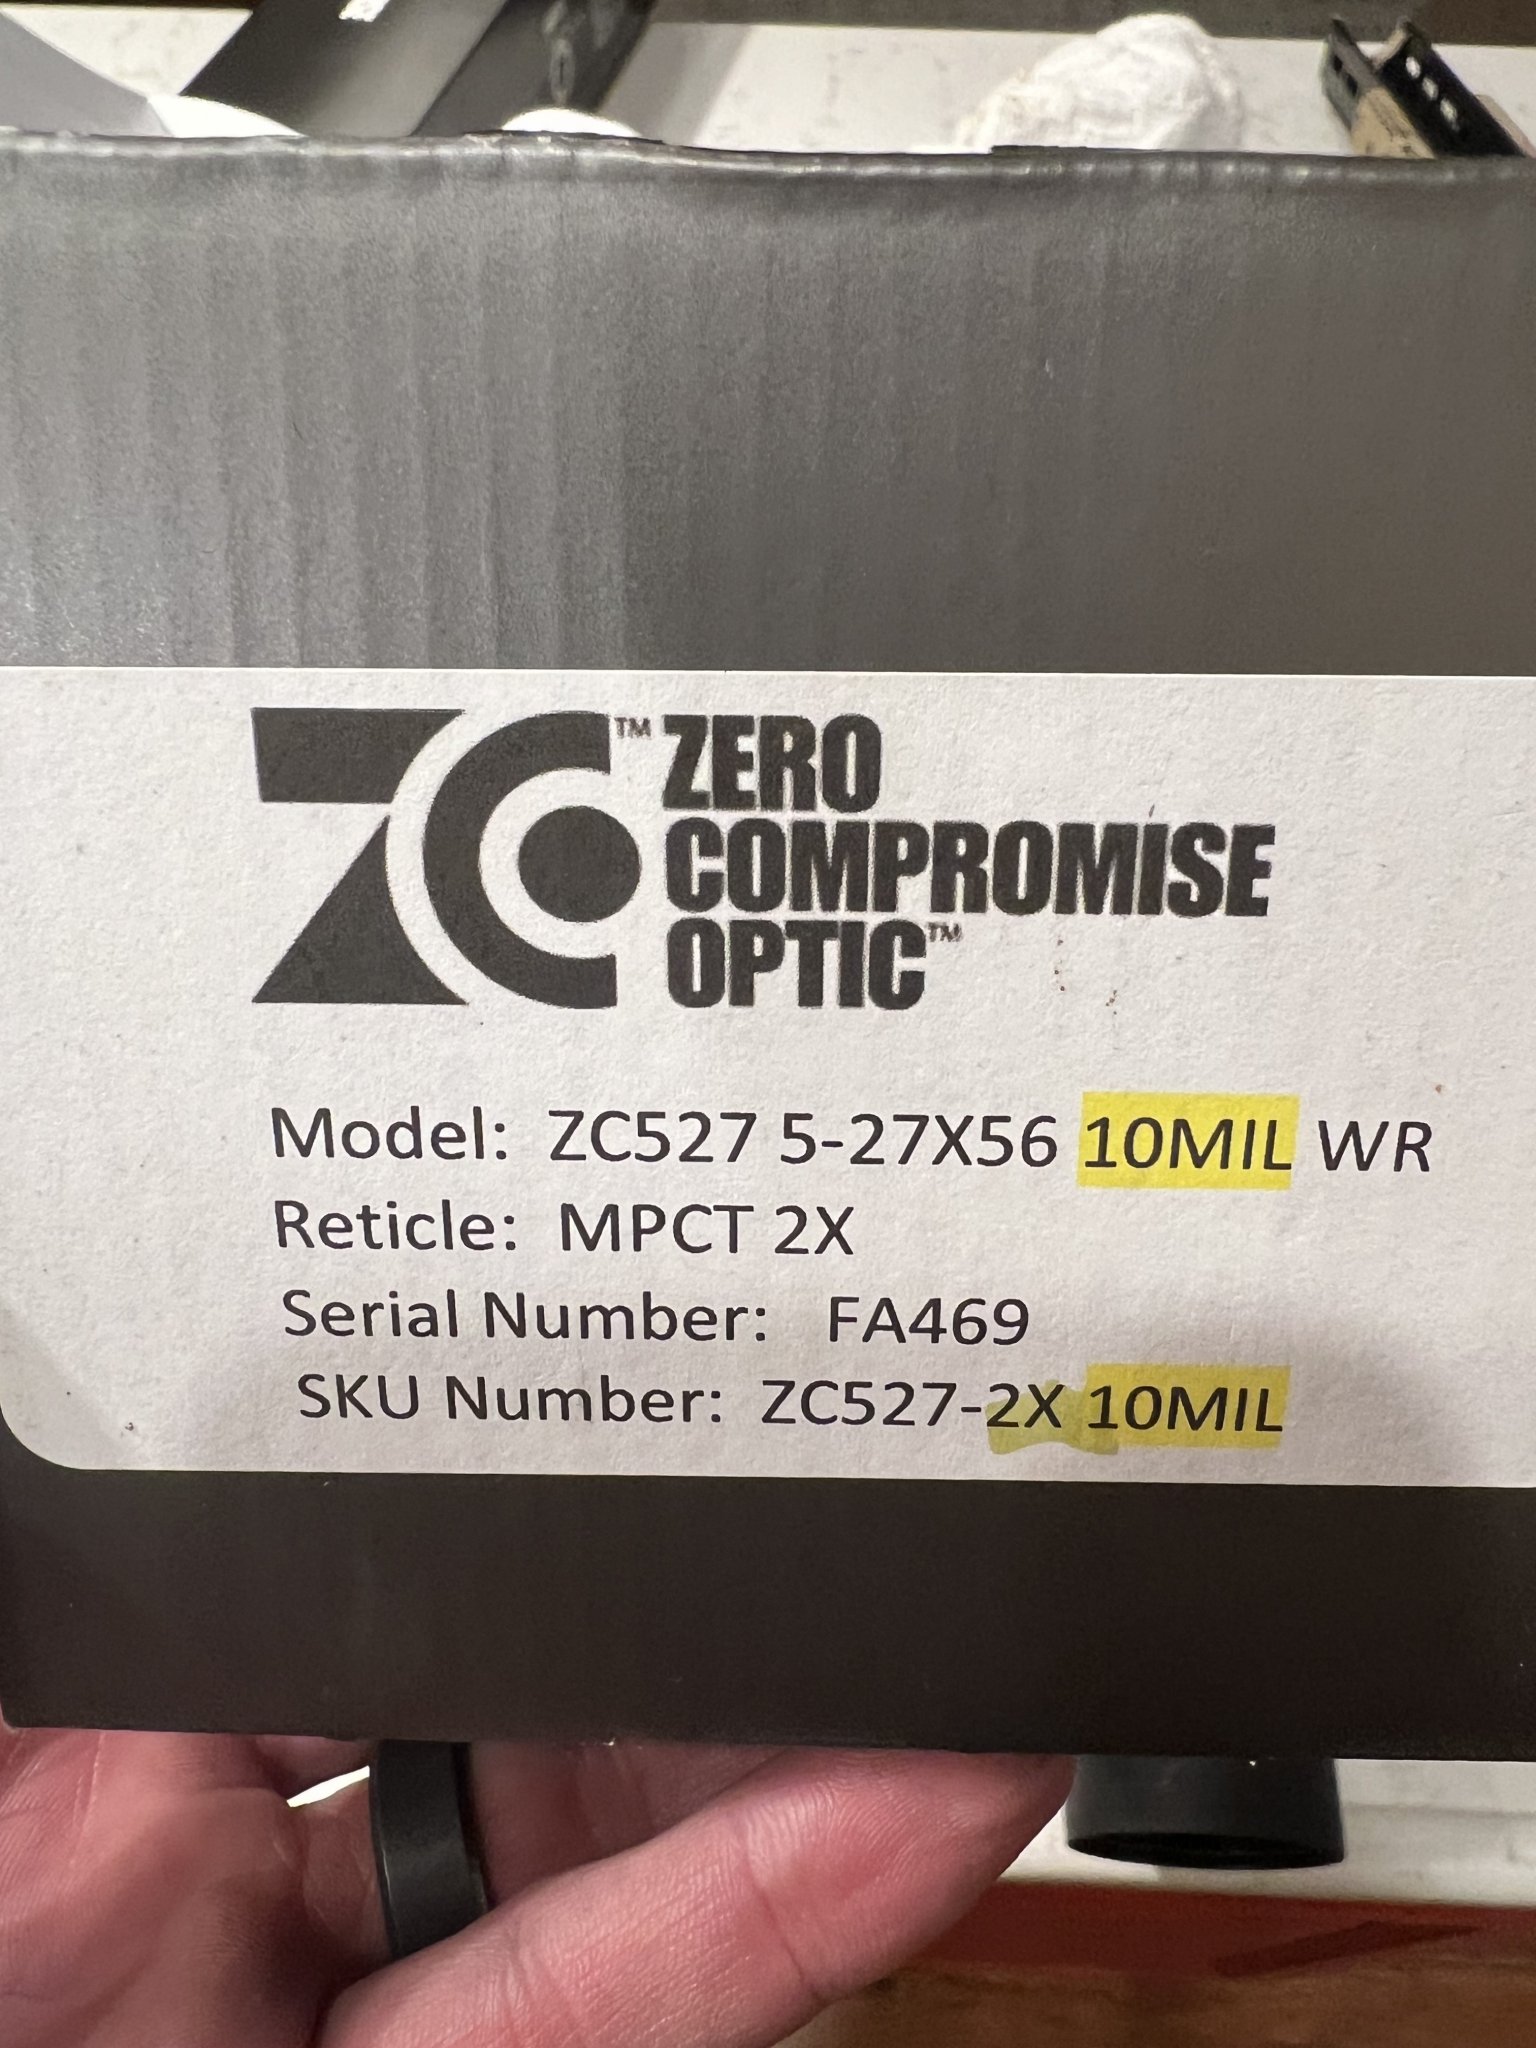 ZC™ ZERO
COMPROMISE
OPTIC™
Model: ZC527 5-27X56 10MIL WR
Reticle: MPCT 2X
Serial Number: FA469
SKU Number: ZC527-2X 10MIL